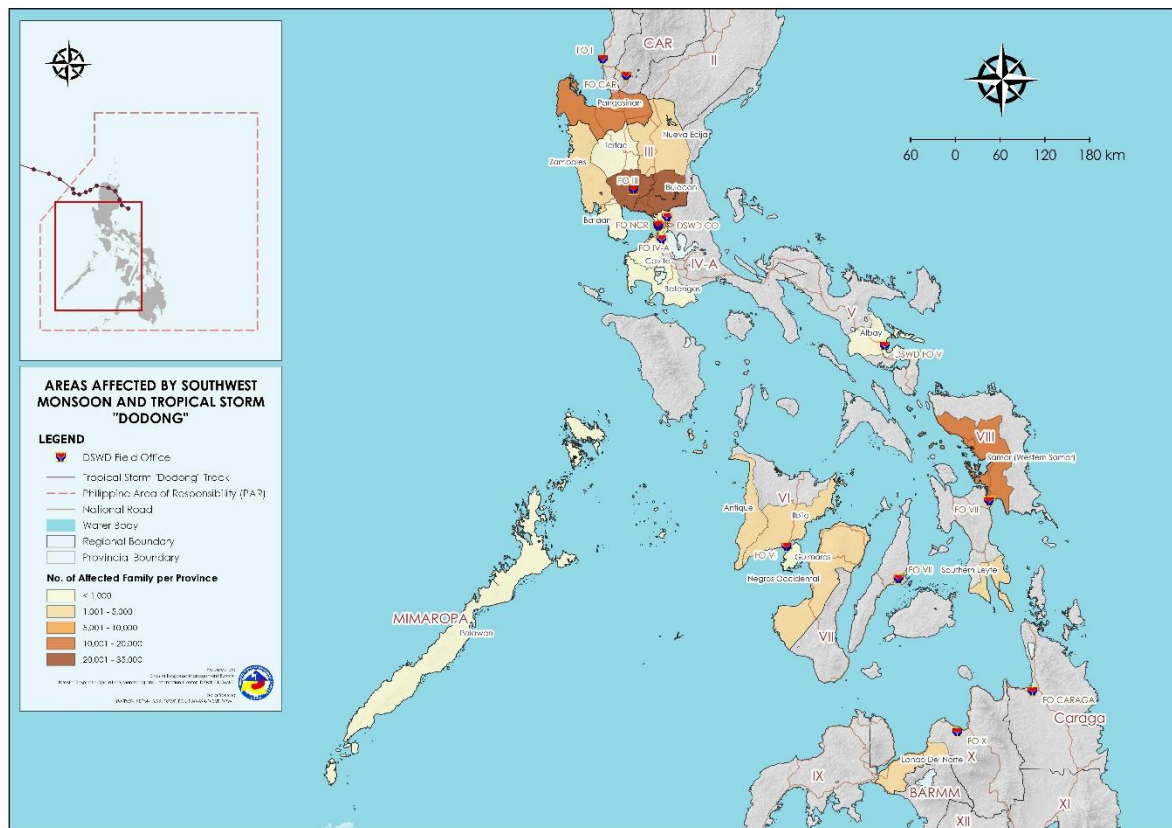 60 0 60 120 180 km
FO I
CAR
II
FO CAR
Pangasinan
Nueva Ecija
Tarlac
III
Zambales
FO III
Bulacan
Bataan
FO NCR
DSWD CO
FO IV-A
Cavite
IV-A
Batangas
V
Albay
DSWD FO V
VIII
Samar (Western Samar)
VI
Antique
Iloilo
FO VI
Guimaras
Negros Occidental
FO VII
FO VII
Southern Leyte
VII
MIMAROPA
Palawan
FO CARAGA
Caraga
FO X
X
Lanao Del Norte
IX
BARMM
XI
XII
AREAS AFFECTED BY SOUTHWEST
MONSOON AND TROPICAL STORM
"DODONG"
LEGEND
DSWD Field Office
Tropical Storm "Dodong" Track
Philippine Area of Responsibility (PAR)
National Road
Water Body
Regional Boundary
Provincial Boundary
No. of Affected Family per Province
< 1,000
1,001 - 5,000
5,001 - 10,000
10,001 - 20,000
20,001 - 35,000